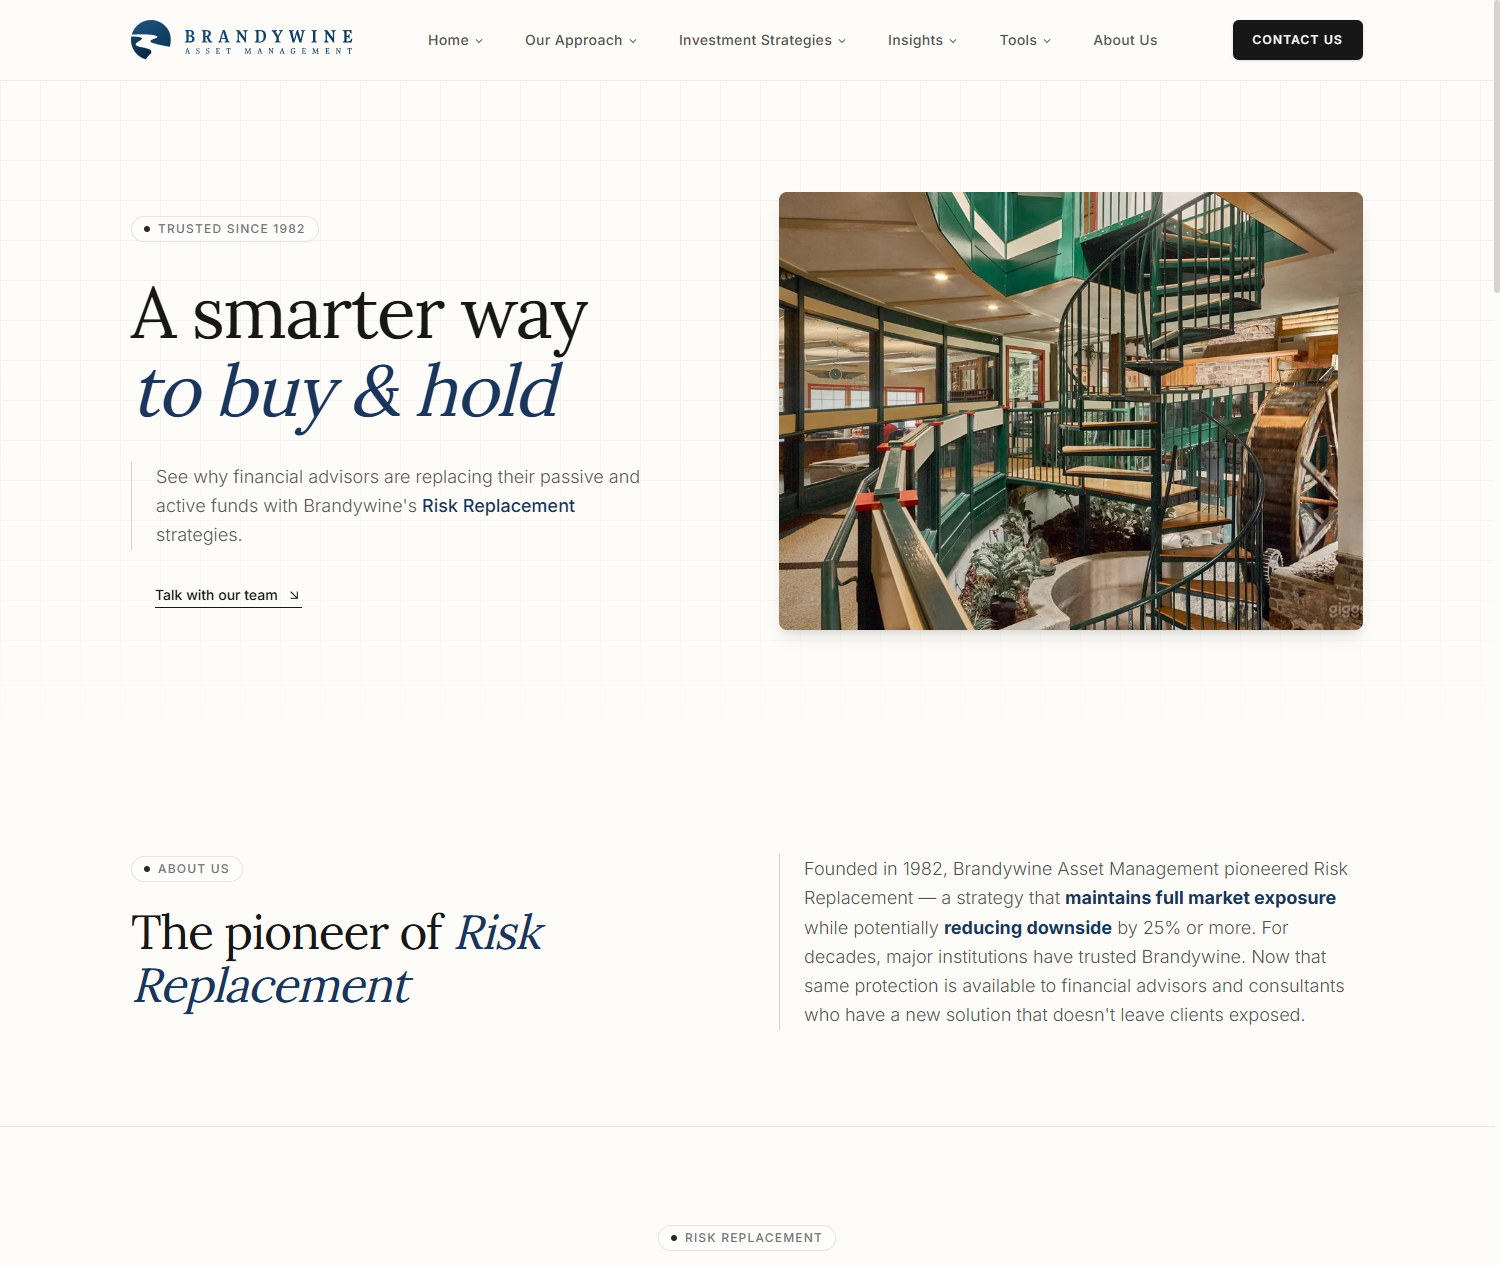 BRANDYWINE
ASSET MANAGEMENT
Home
Our Approach
Investment Strategies
Insights
Tools
About Us
CONTACT US
TRUSTED SINCE 1982
A smarter way
to buy & hold
See why financial advisors are replacing their passive and
active funds with Brandywine's Risk Replacement
strategies.
Talk with our team
ABOUT US
The pioneer of Risk
Replacement
Founded in 1982, Brandywine Asset Management pioneered Risk
Replacement — a strategy that maintains full market exposure
while potentially reducing downside by 25% or more. For
decades, major institutions have trusted Brandywine. Now that
same protection is available to financial advisors and consultants
who have a new solution that doesn't leave clients exposed.
RISK REPLACEMENT